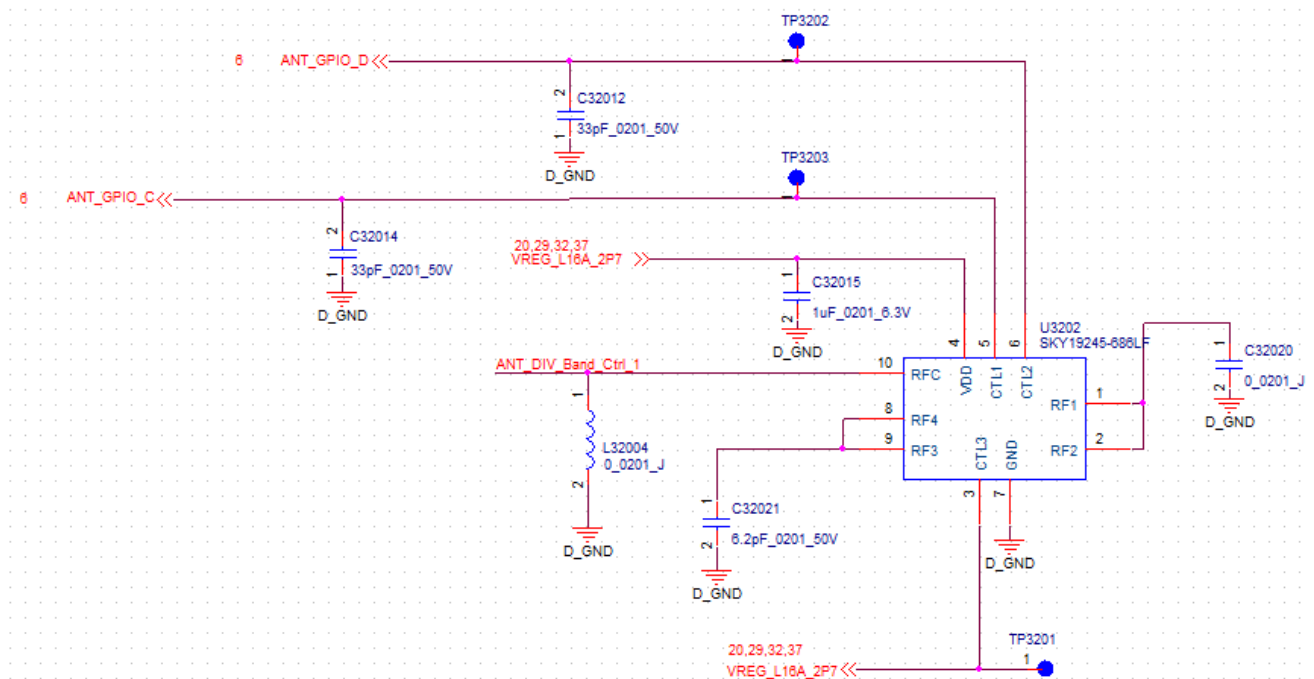 TP3202
6 ANT_GPIO_D
2
C32012
33pF_0201_50V
1
D_GND
TP3203
6 ANT_GPIO_C
2
C32014
33pF_0201_50V
1
D_GND
20,29,32,37
VREG_L16A_2P7
1
C32015
1uF_0201_6.3V
2
D_GND
U3202
SKY19245-686LF
4
5
6
VDD
CTL1
CTL2
ANT_DIV_Band_Ctrl_1
10
RFC
8
RF4
9
RF3
RF1
1
RF2
2
CTL3
GND
3
7
D_GND
1
C32020
0_0201_J
2
D_GND
1
L32004
0_0201_J
2
D_GND
1
C32021
6.2pF_0201_50V
2
D_GND
20,29,32,37
VREG_L16A_2P7
TP3201
1